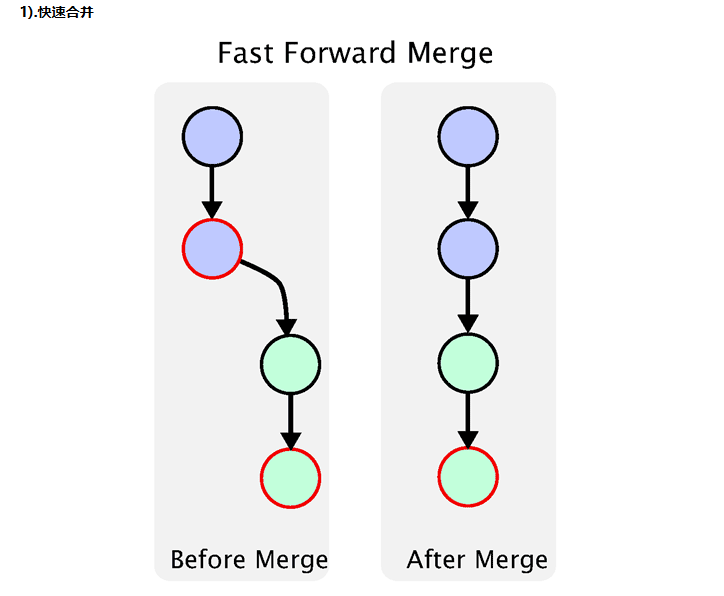 1).快速合并
Fast Forward Merge
Before Merge
After Merge